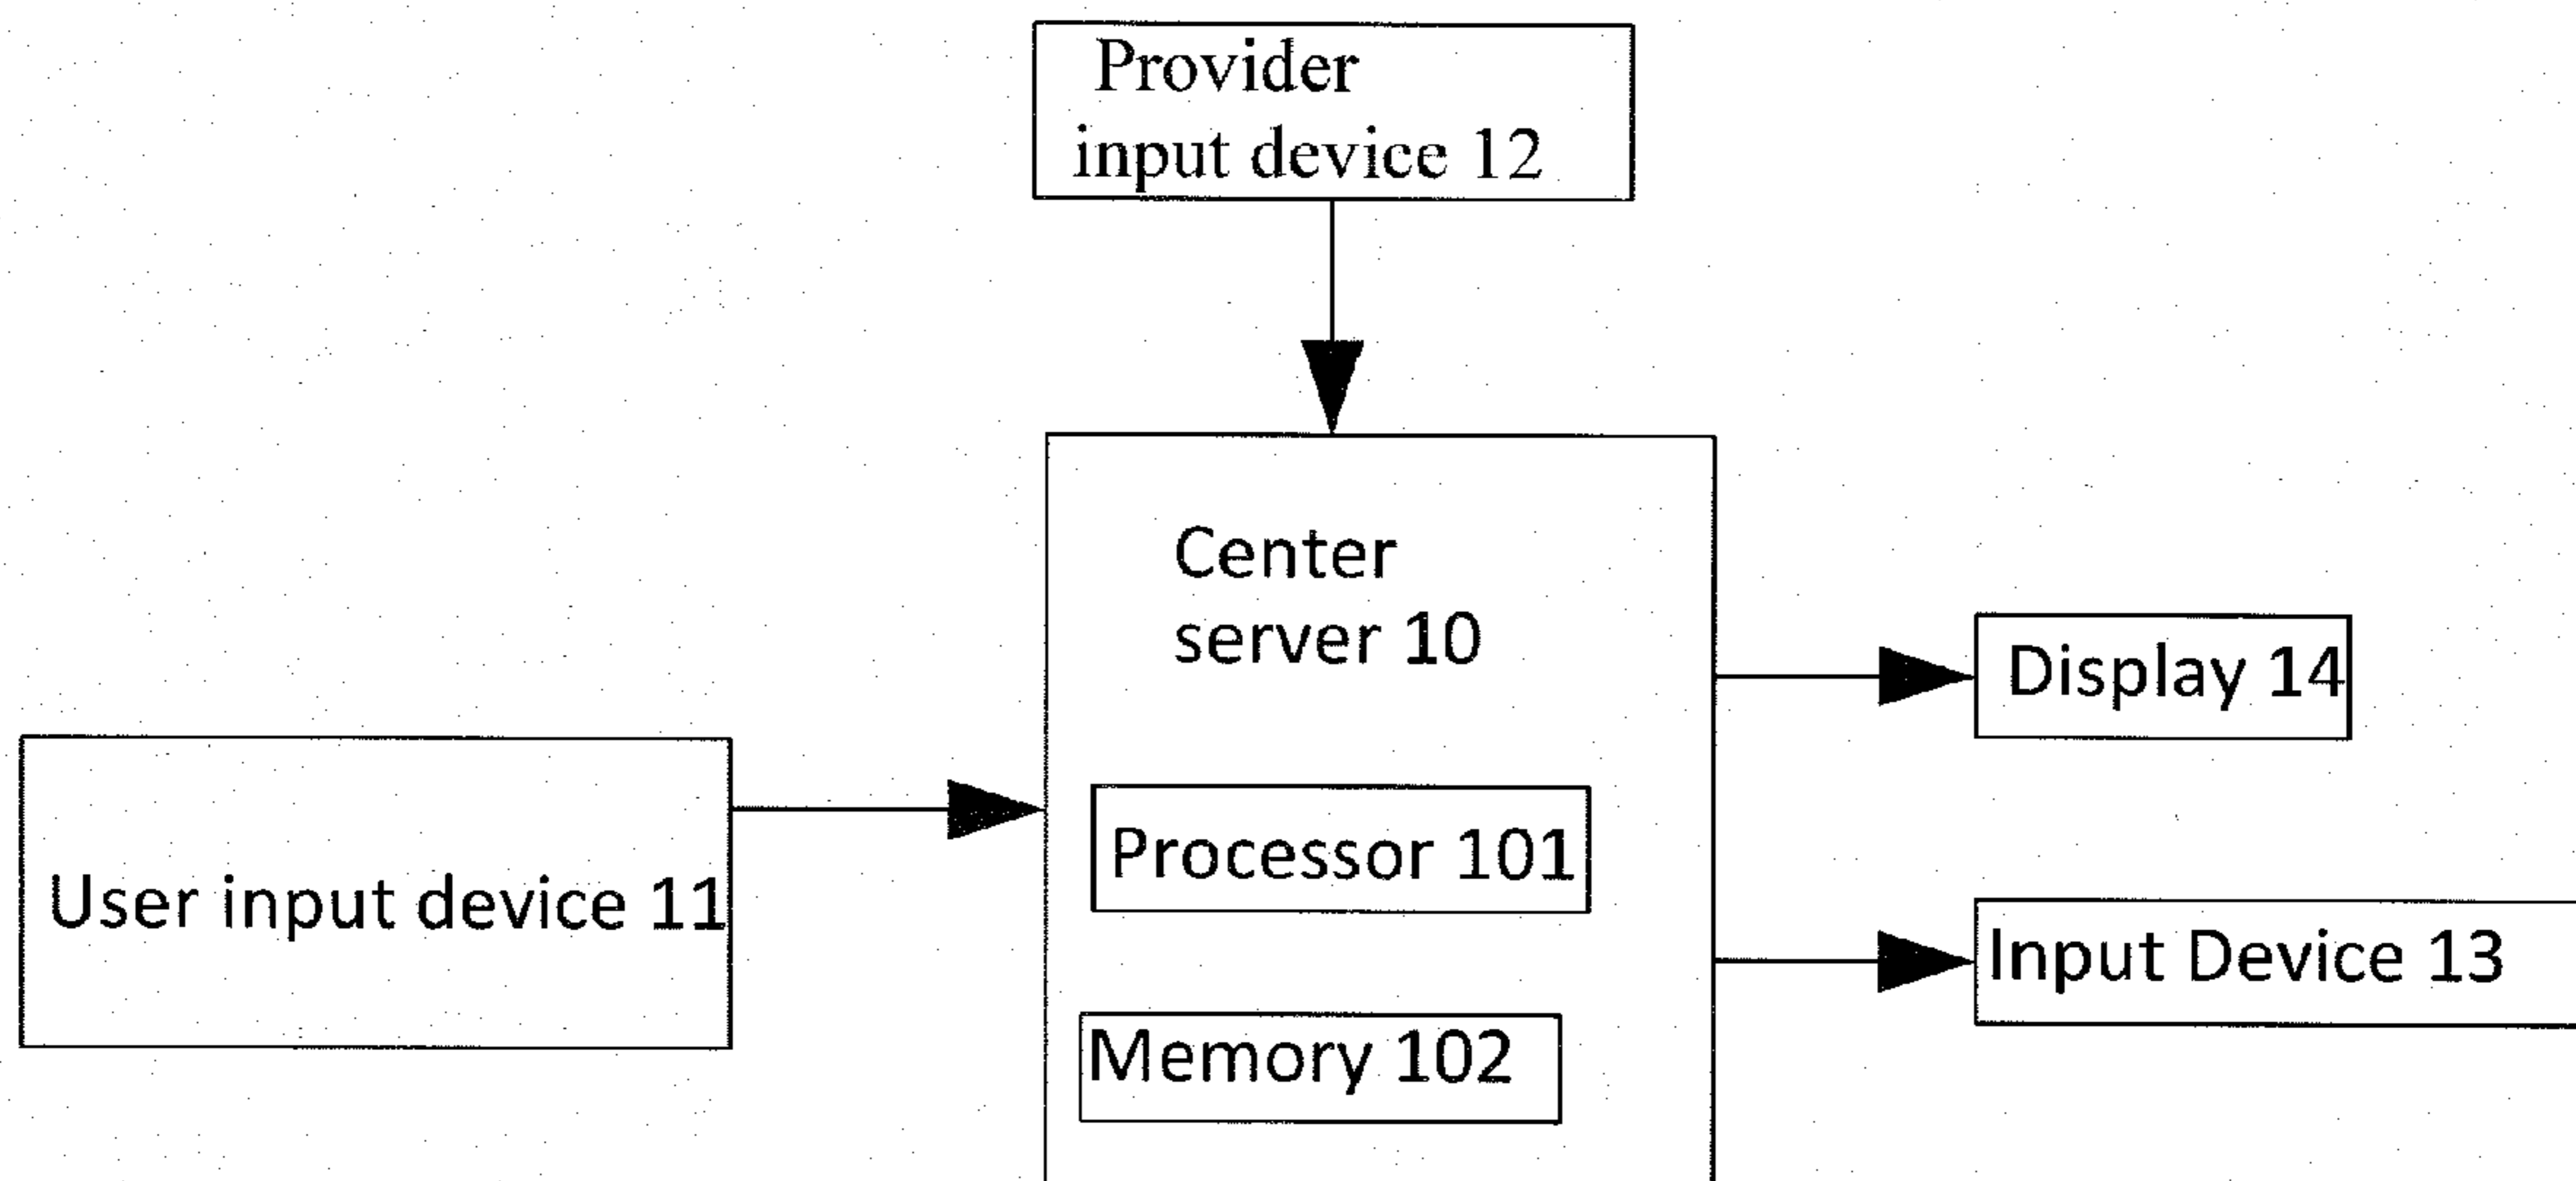 Provider
input device 12
Center
server 10
Display 14
Processor 101
User input device 11
Input Device 13
Memory 102